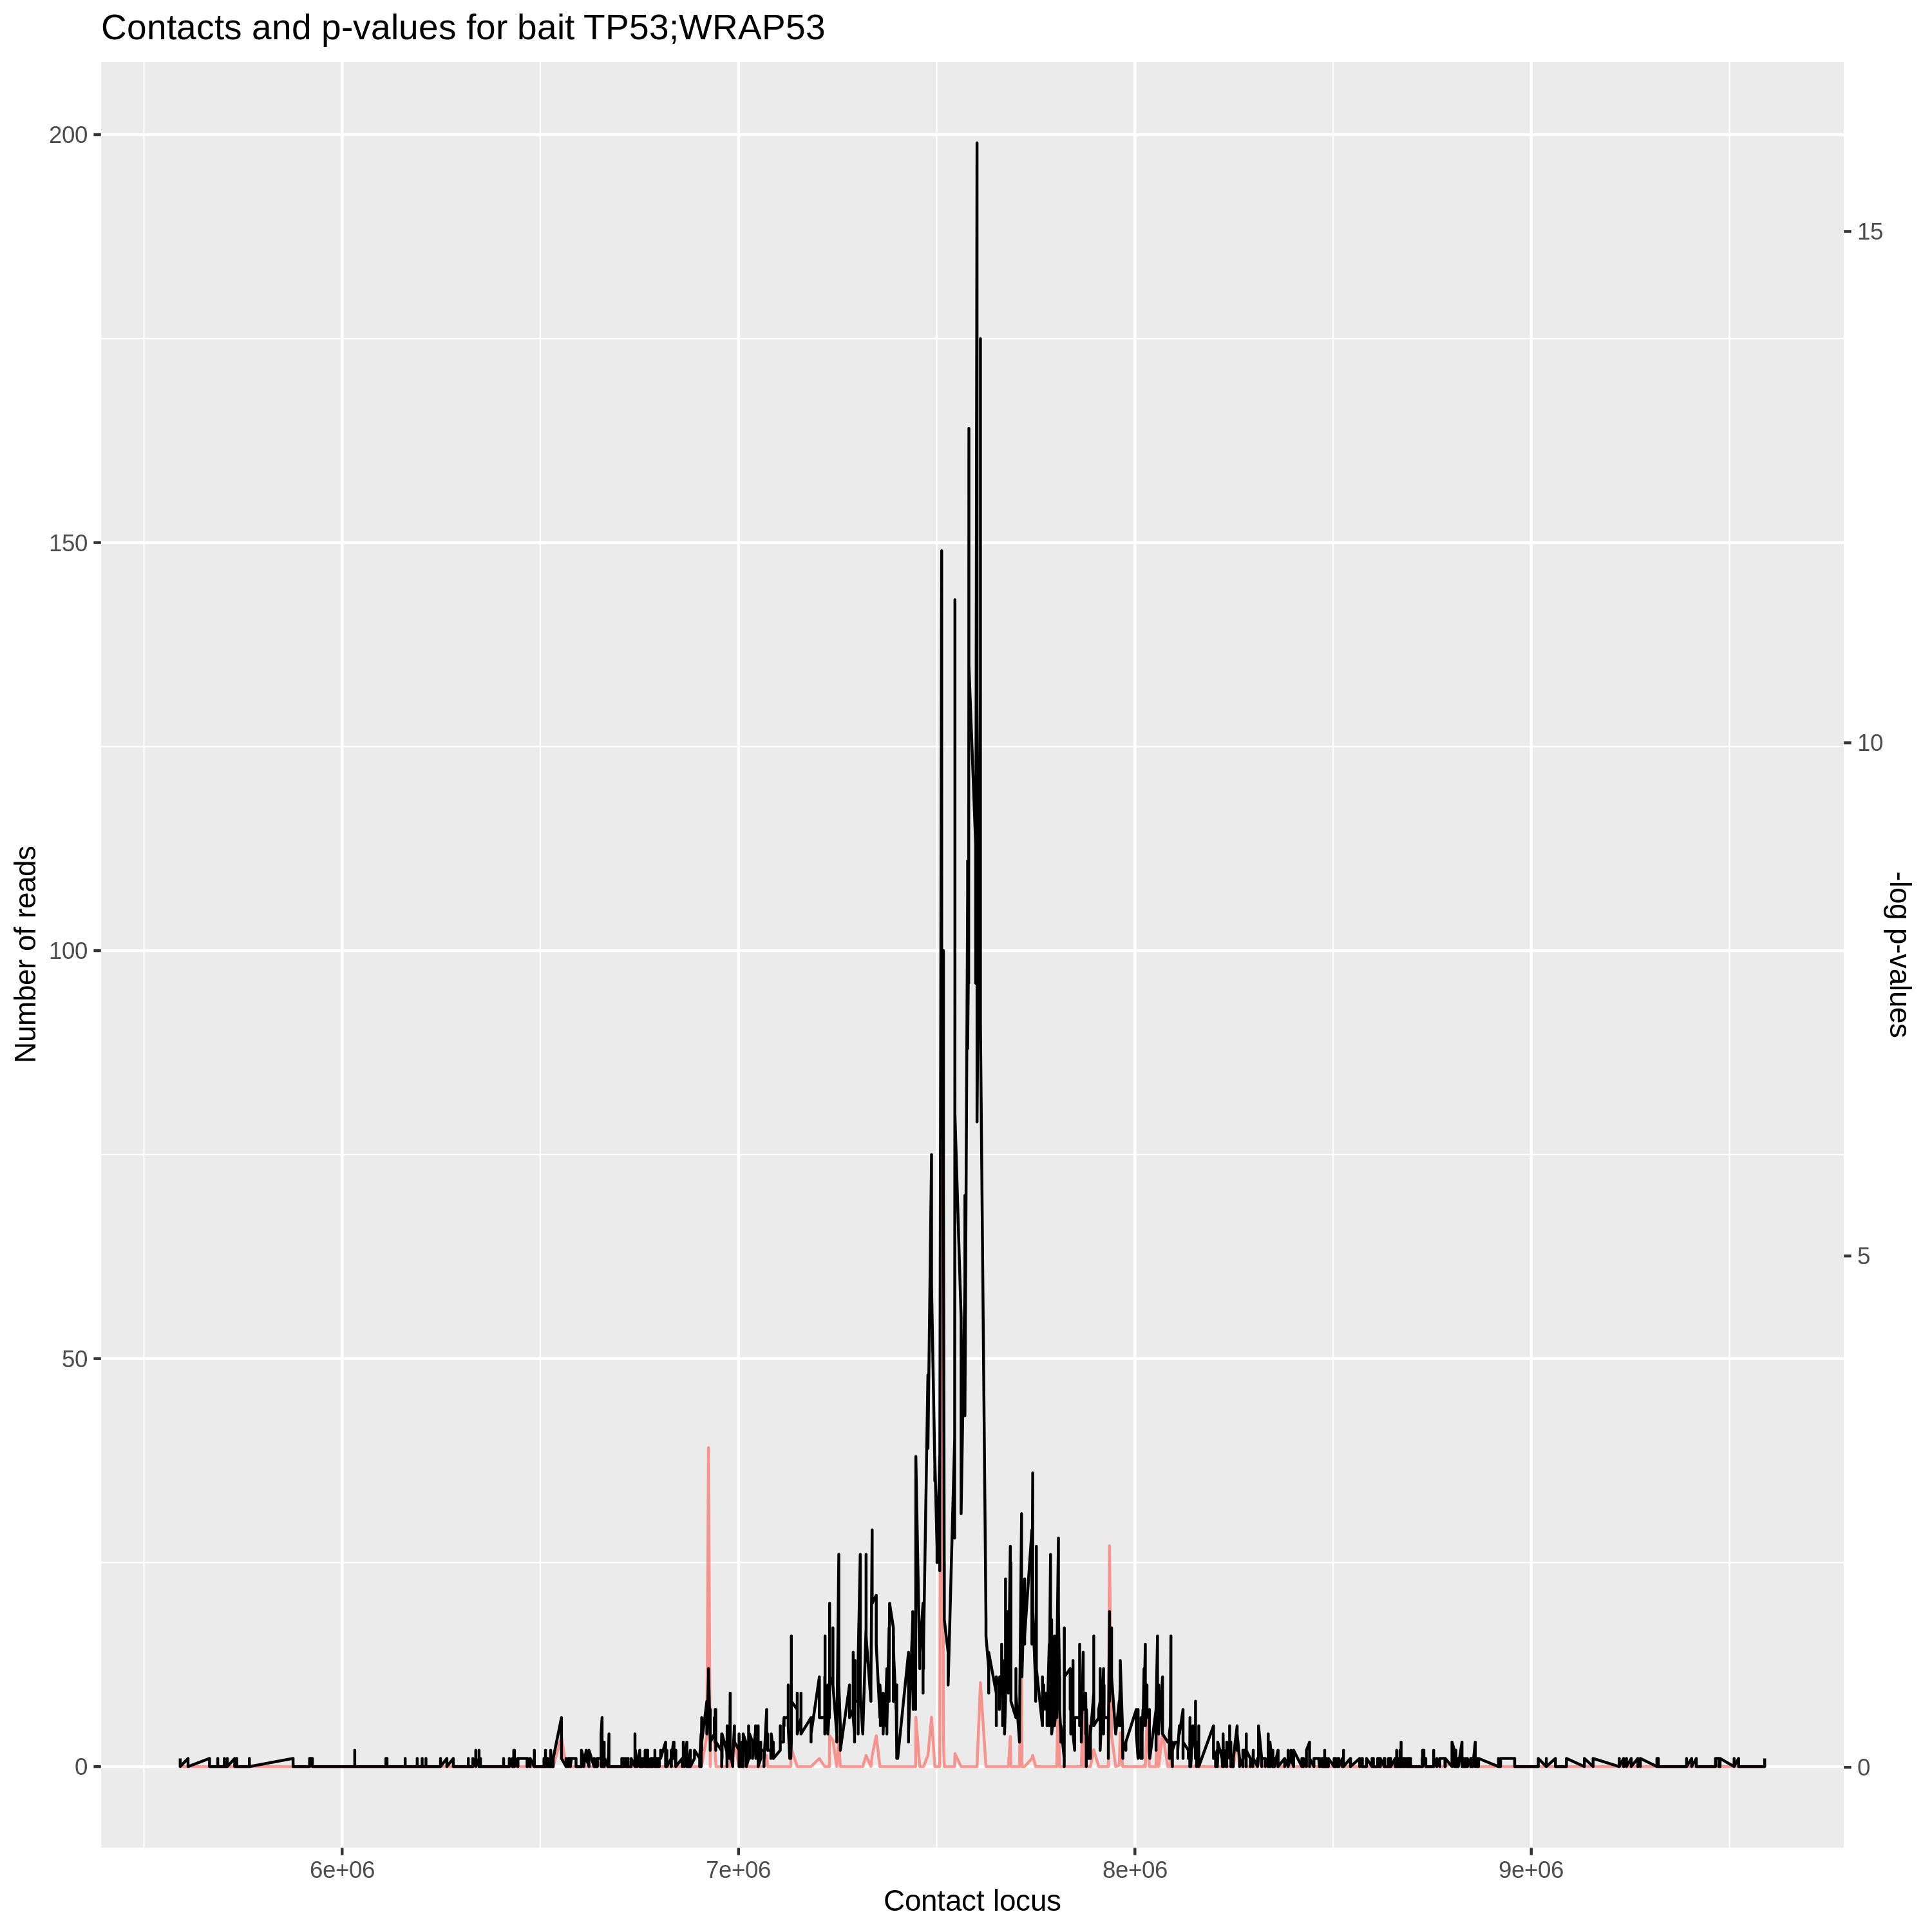 Contacts and p-values for bait TP53;WRAP53
200
150
100
50
0
Number of reads
15
10
5
0
-log p-values
6e+06
7e+06
8e+06
9e+06
Contact locus